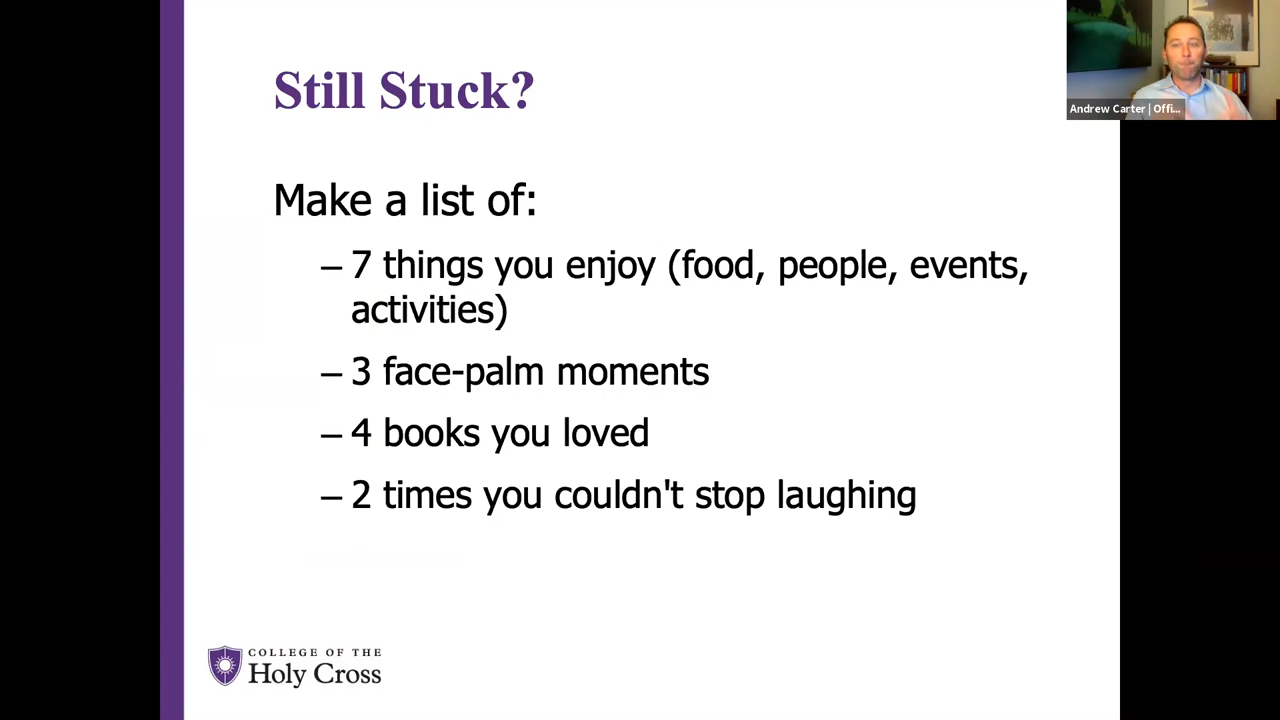 Still Stuck?
Make a list of:
– 7 things you enjoy (food, people, events,
activities)
– 3 face-palm moments
– 4 books you loved
– 2 times you couldn't stop laughing
COLLEGE OF THE
Holy Cross
Andrew Carter | Offi...